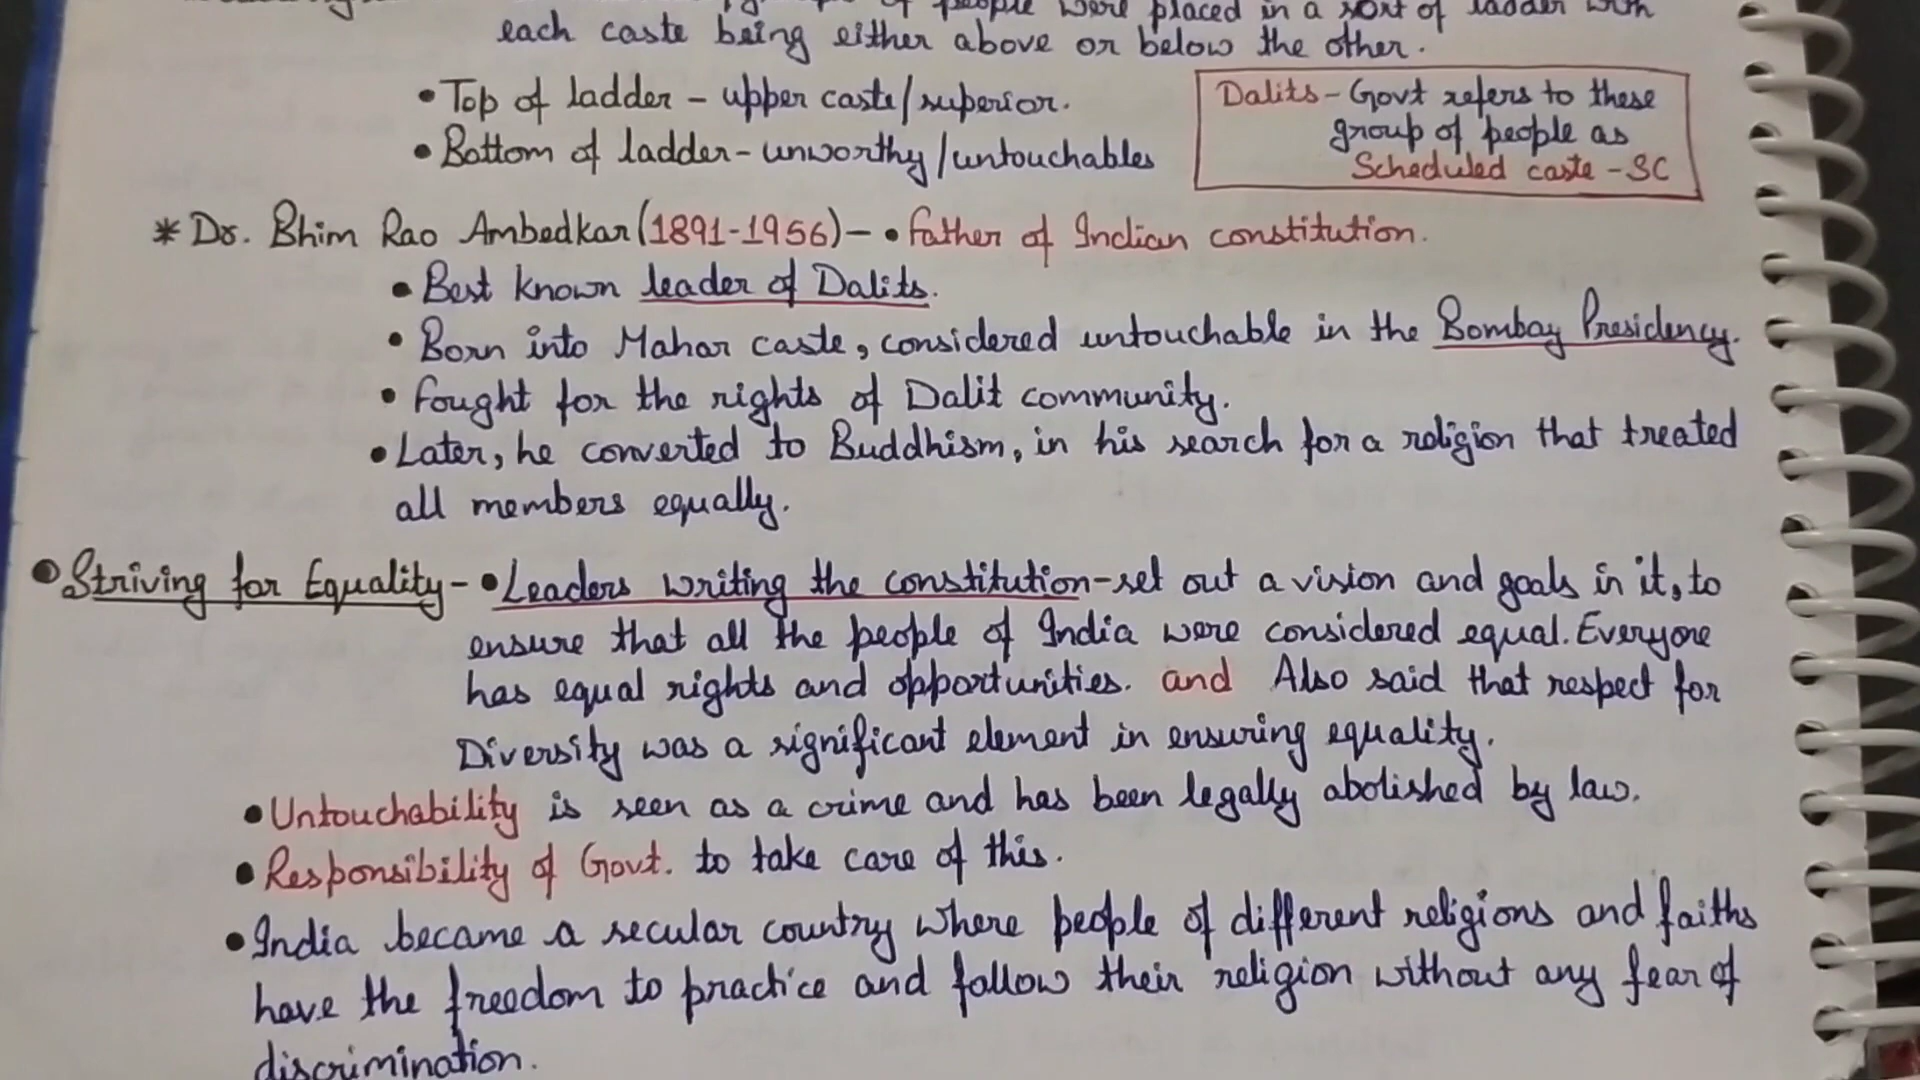 people were placed in a sort of ladder with
each caste being either above or below the other.
• Top of ladder - upper caste/superior.
• Bottom of ladder - unworthy/untouchables
Dalits - Govt refers to these
group of people as
Scheduled caste - SC
* Dr. Bhim Rao Ambedkar (1891-1956) - • Father of Indian constitution.
• Best known leader of Dalits.
• Born into Mahar caste, considered untouchable in the Bombay Presidency.
• Fought for the rights of Dalit community.
• Later, he converted to Buddhism, in his search for a religion that treated
all members equally.
• Striving for Equality - • Leaders writing the constitution - set out a vision and goals in it, to
ensure that all the people of India were considered equal. Everyone
has equal rights and opportunities. and Also said that respect for
Diversity was a significant element in ensuring equality.
• Untouchability is seen as a crime and has been legally abolished by law.
• Responsibility of Govt. to take care of this.
• India became a secular country where people of different religions and faiths
have the freedom to practice and follow their religion without any fear of
discrimination.